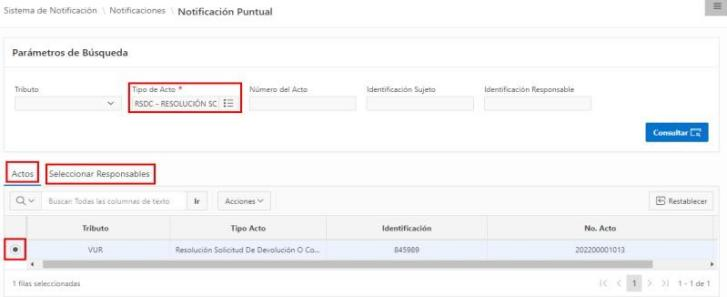 Sistema de Notificación \ Notificaciones \ Notificación Puntual
Parámetros de Búsqueda
Tributo Tipo de Acto * Número del Acto Identificación Sujeto Identificación Responsable
RSDC - RESOLUCIÓN SC
Consultar
Actos Seleccionar Responsables
Buscar: Todas las columnas de texto Ir Acciones Restablecer
Tributo Tipo Acto Identificación No. Acto
VUR Resolución Solicitud De Devolución O Co... 845989 202200001013
1 filas seleccionadas 1 1 - 1 de 1